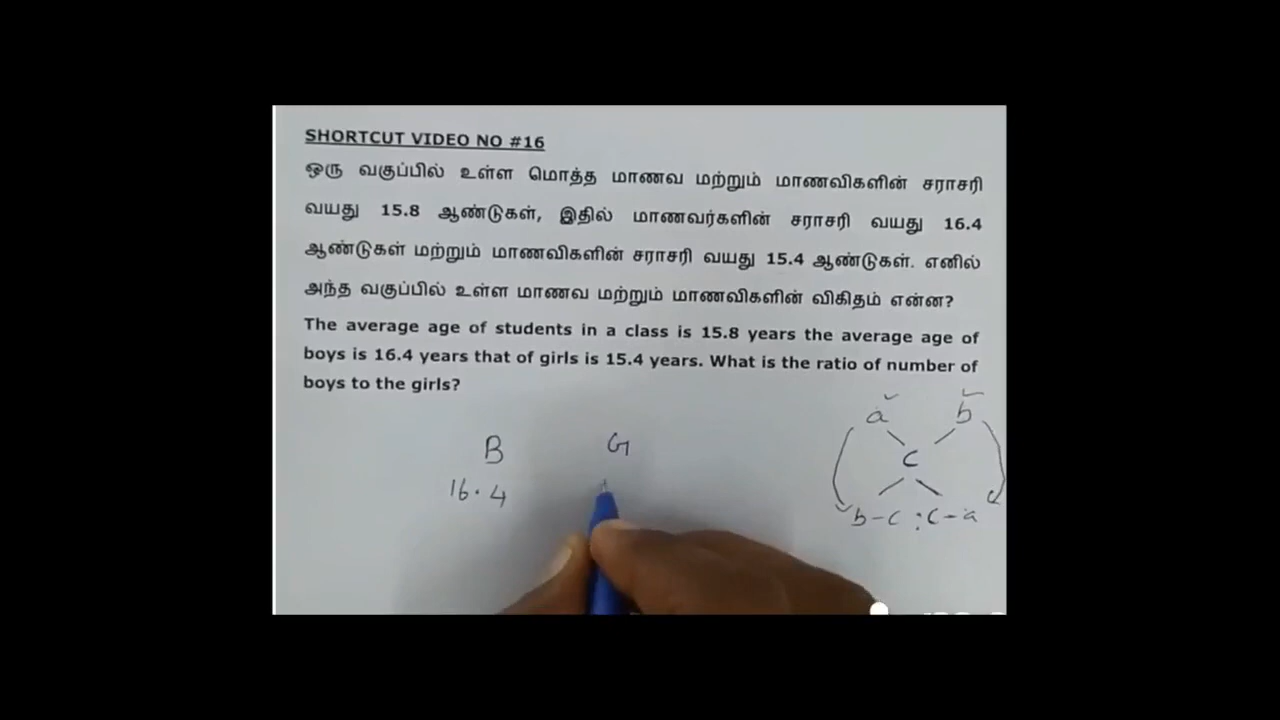 SHORTCUT VIDEO NO #16
ஒரு வகுப்பில் உள்ள மொத்த மாணவ மற்றும் மாணவிகளின் சராசரி
வயது 15.8 ஆண்டுகள், இதில் மாணவர்களின் சராசரி வயது 16.4
ஆண்டுகள் மற்றும் மாணவிகளின் சராசரி வயது 15.4 ஆண்டுகள். எனில்
அந்த வகுப்பில் உள்ள மாணவ மற்றும் மாணவிகளின் விகிதம் என்ன?
The average age of students in a class is 15.8 years the average age of
boys is 16.4 years that of girls is 15.4 years. What is the ratio of number of
boys to the girls?
a b
B G
c
16.4
b-c : c-a